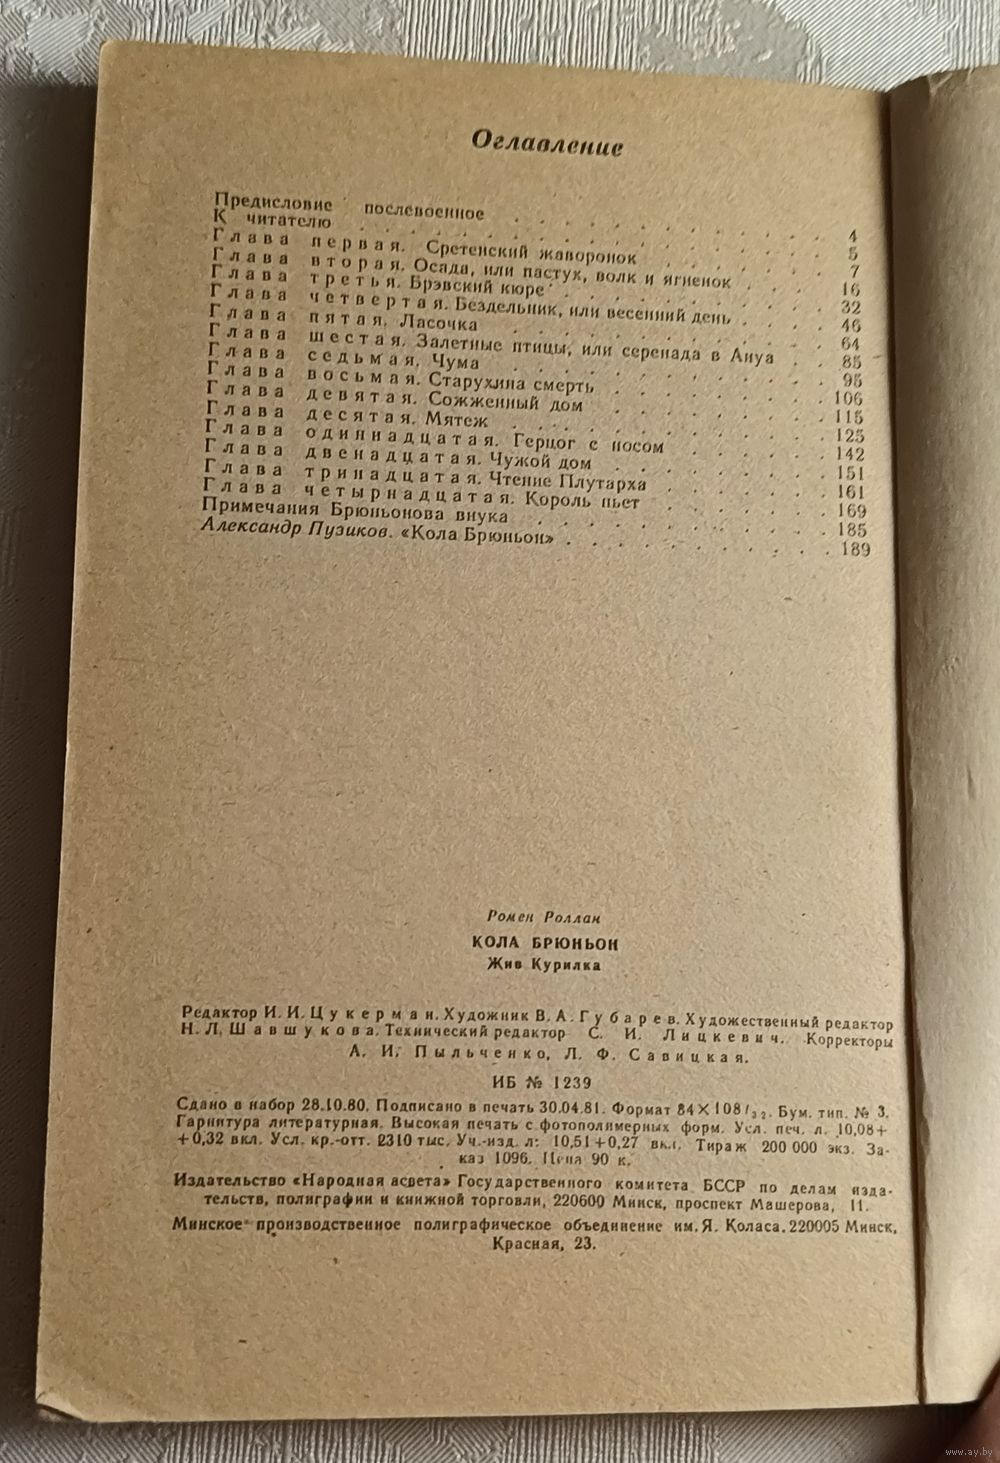 Оглавление
Предисловие послевоенное . . . . . . . . . . . . 4
К читателю . . . . . . . . . . . . 5
Глава первая. Сретенский жаворонок . . . . . . . 7
Глава вторая. Осада, или пастух, волк и ягненок . . . 16
Глава третья. Брэвский кюре . . . . . . . . . 32
Глава четвертая. Бездельник, или весенний день . . . . 46
Глава пятая. Ласочка . . . . . . . . . . . 64
Глава шестая. Залетные птицы, или серенада в Ануа . . 85
Глава седьмая. Чума . . . . . . . . . . . 95
Глава восьмая. Старухина смерть . . . . . . . . 106
Глава девятая. Сожженный дом . . . . . . . . 115
Глава десятая. Мятеж . . . . . . . . . . 125
Глава одиннадцатая. Герцог с носом . . . . . . 142
Глава двенадцатая. Чужой дом . . . . . . . . 151
Глава тринадцатая. Чтение Плутарха . . . . . . 161
Глава четырнадцатая. Король пьет . . . . . . 169
Примечания Брюньонова внука . . . . . . . . . . 185
Александр Пузиков. «Кола Брюньон» . . . . . . . . . . 189
Ромен Роллан
КОЛА БРЮНЬОН
Жив Курилка
Редактор И. И. Цукерман. Художник В. А. Губарев. Художественный редактор
Н. Л. Шавшукова. Технический редактор С. И. Лицкевич. Корректоры
А. И. Пыльченко, Л. Ф. Савицкая.
ИБ № 1239
Сдано в набор 28.10.80. Подписано в печать 30.04.81. Формат 84×108/32. Бум. тип. № 3.
Гарнитура литературная. Высокая печать с фотополимерных форм. Усл. печ. л. 10,08+
+0,32 вкл. Усл. кр.-отт. 2310 тыс. Уч.-изд. л. 10,51+0,27 вкл. Тираж 200 000 экз. За-
каз 1096. Цена 90 к.
Издательство «Народная асвета» Государственного комитета БССР по делам изда-
тельств, полиграфии и книжной торговли, 220600 Минск, проспект Машерова, 11.
Минское производственное полиграфическое объединение им. Я. Коласа. 220005 Минск,
Красная, 23.
www.ay.by